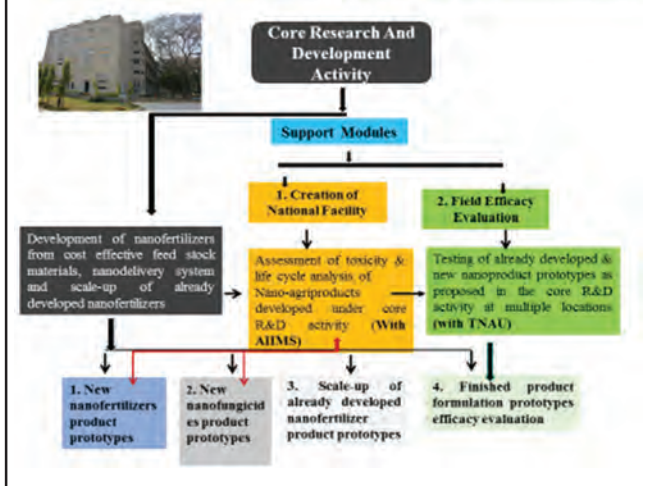 Core Research And
Development
Activity
Support Modules
1. Creation of
National Facility
2. Field Efficacy
Evaluation
Development of nanofertilizers
from cost effective feed stock
materials, nanodelivery system
and scale-up of already
developed nanofertilizers
Assessment of toxicity &
life cycle analysis of
Nano-agriproducts
developed under core
R&D activity (With
AIIMS)
Testing of already developed &
new nanoproduct prototypes as
proposed in the core R&D
activity at multiple locations
(with TNAU)
1. New
nanofertilizers
product
prototypes
2. New
nanofungicid
es product
prototypes
3. Scale-up of
already developed
nanofertilizer
product prototypes
4. Finished product
formulation prototypes
efficacy evaluation